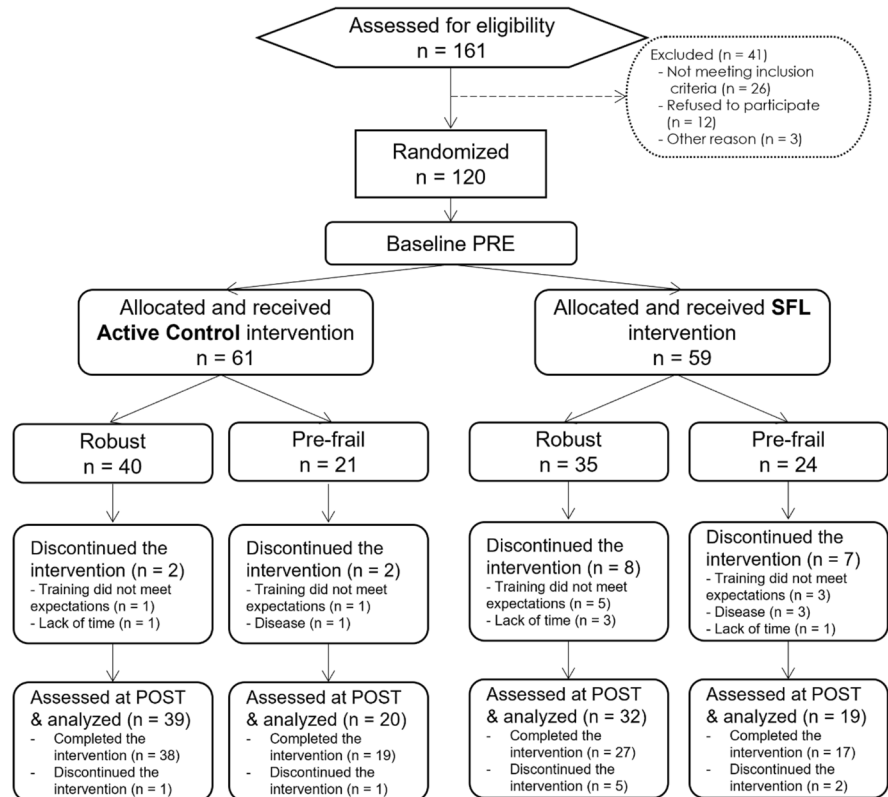 Assessed for eligibility
n = 161
Excluded (n = 41)
- Not meeting inclusion
criteria (n = 26)
- Refused to participate
(n = 12)
- Other reason (n = 3)
Randomized
n = 120
Baseline PRE
Allocated and received
Active Control intervention
n = 61
Allocated and received SFL
intervention
n = 59
Robust
n = 40
Pre-frail
n = 21
Robust
n = 35
Pre-frail
n = 24
Discontinued the
intervention (n = 2)
- Training did not meet
expectations (n = 1)
- Lack of time (n = 1)
Discontinued the
intervention (n = 2)
- Training did not meet
expectations (n = 1)
- Disease (n = 1)
Discontinued the
intervention (n = 8)
- Training did not meet
expectations (n = 5)
- Lack of time (n = 3)
Discontinued the
intervention (n = 7)
- Training did not meet
expectations (n = 3)
- Disease (n = 3)
- Lack of time (n = 1)
Assessed at POST
& analyzed (n = 39)
- Completed the
intervention (n = 38)
- Discontinued the
intervention (n = 1)
Assessed at POST
& analyzed (n = 20)
- Completed the
intervention (n = 19)
- Discontinued the
intervention (n = 1)
Assessed at POST
& analyzed (n = 32)
- Completed the
intervention (n = 27)
- Discontinued the
intervention (n = 5)
Assessed at POST
& analyzed (n = 19)
- Completed the
intervention (n = 17)
- Discontinued the
intervention (n = 2)